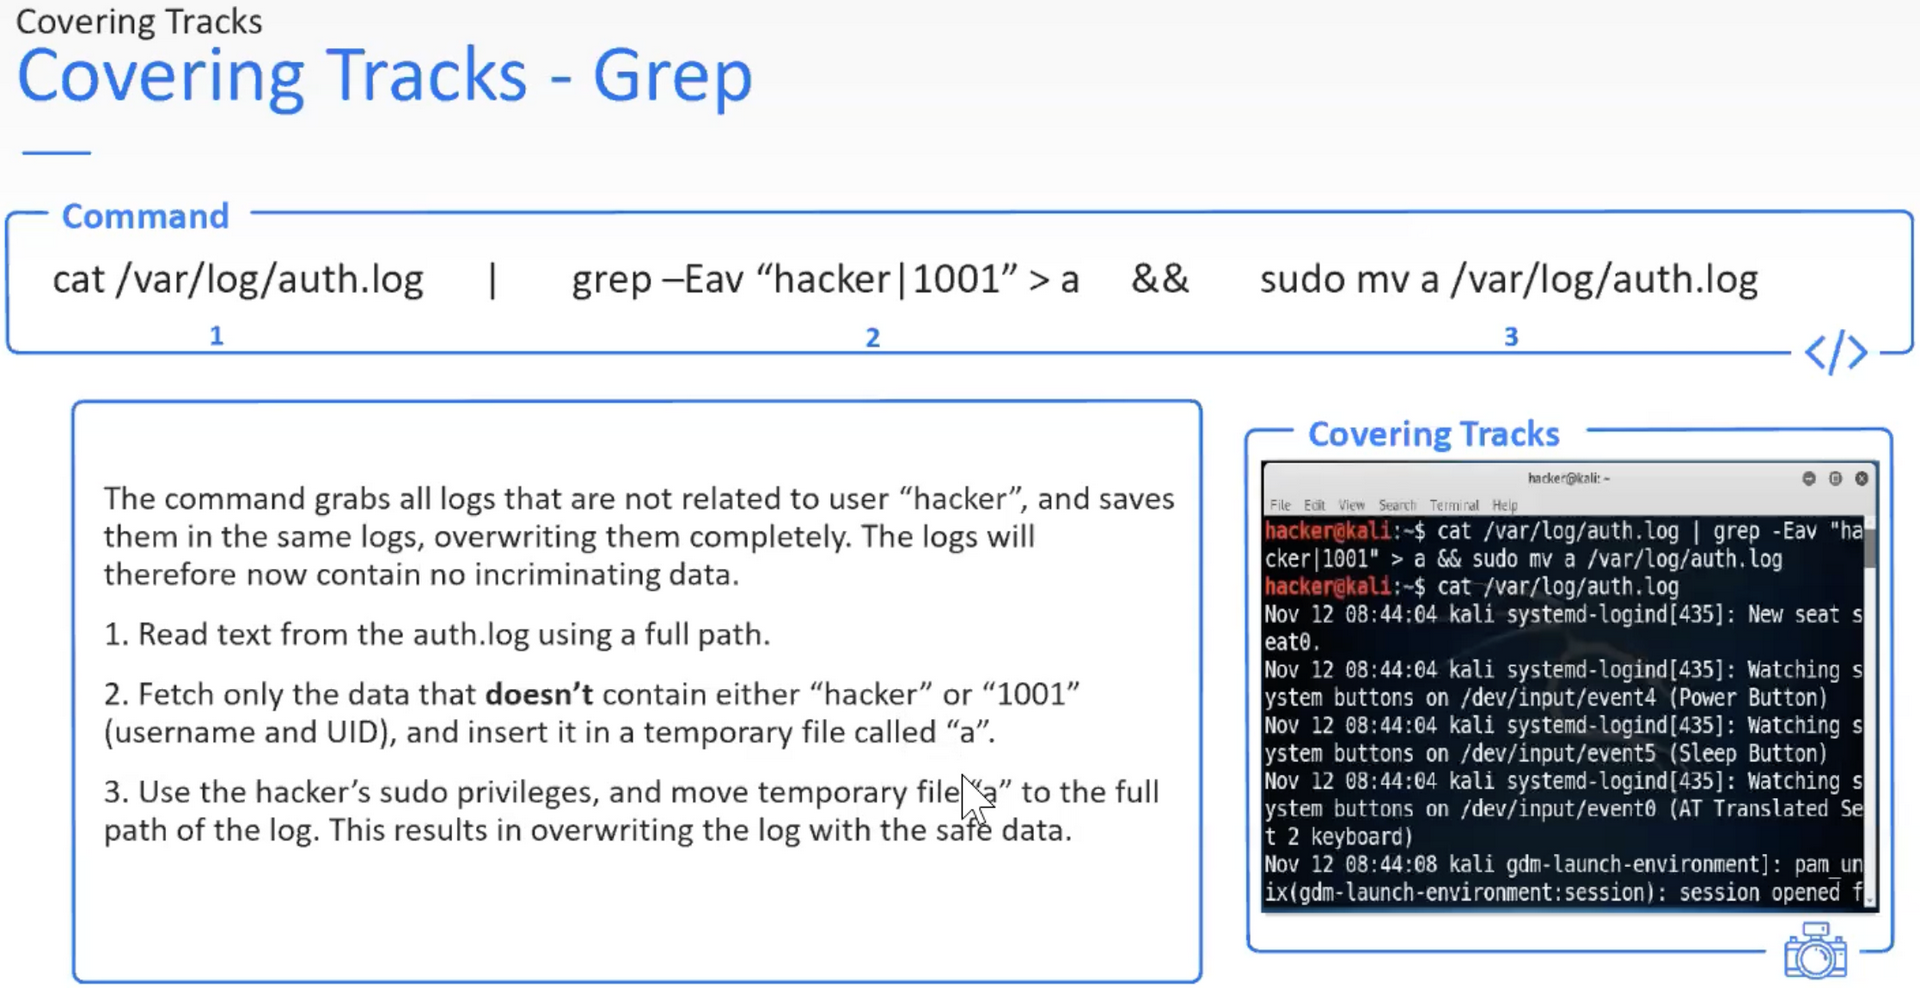 Covering Tracks
Covering Tracks - Grep
Command
cat /var/log/auth.log | grep –Eav “hacker|1001” > a && sudo mv a /var/log/auth.log
1 2 3
</>
The command grabs all logs that are not related to user “hacker”, and saves
them in the same logs, overwriting them completely. The logs will
therefore now contain no incriminating data.
1. Read text from the auth.log using a full path.
2. Fetch only the data that doesn’t contain either “hacker” or “1001”
(username and UID), and insert it in a temporary file called “a”.
3. Use the hacker’s sudo privileges, and move temporary file “a” to the full
path of the log. This results in overwriting the log with the safe data.
Covering Tracks
hacker@kali: ~
File Edit View Search Terminal Help
hacker@kali:~$ cat /var/log/auth.log | grep -Eav "ha
cker|1001" > a && sudo mv a /var/log/auth.log
hacker@kali:~$ cat /var/log/auth.log
Nov 12 08:44:04 kali systemd-logind[435]: New seat s
eat0.
Nov 12 08:44:04 kali systemd-logind[435]: Watching s
ystem buttons on /dev/input/event4 (Power Button)
Nov 12 08:44:04 kali systemd-logind[435]: Watching s
ystem buttons on /dev/input/event5 (Sleep Button)
Nov 12 08:44:04 kali systemd-logind[435]: Watching s
ystem buttons on /dev/input/event0 (AT Translated Se
t 2 keyboard)
Nov 12 08:44:08 kali gdm-launch-environment]: pam_un
ix(gdm-launch-environment:session): session opened f